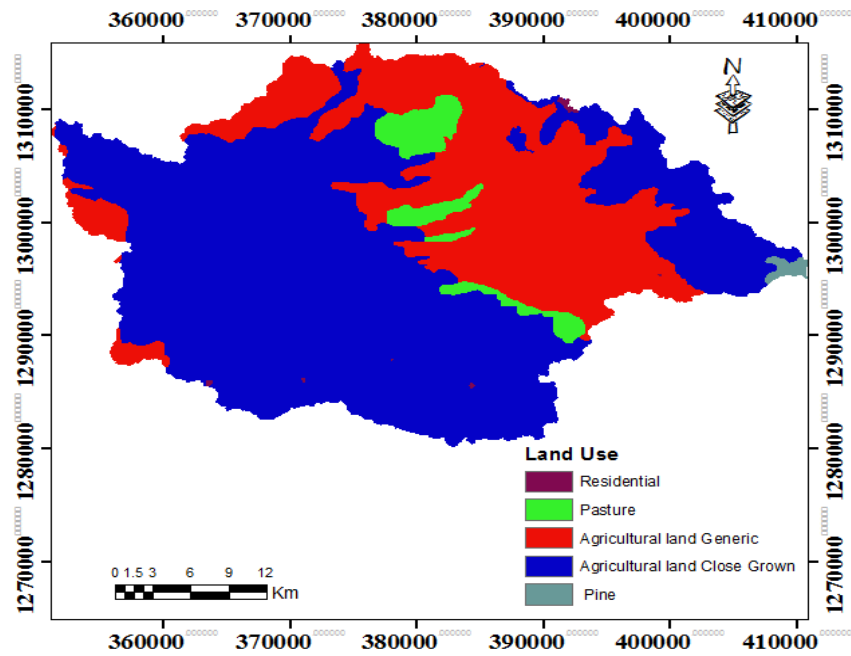 360000 370000 380000 390000 400000 410000
N
1310000 1310000
1300000 1300000
1290000 1290000
1280000 1280000
1270000 1270000
Land Use
Residential
Pasture
Agricultural land Generic
Agricultural land Close Grown
Pine
0 1.5 3 6 9 12
Km
360000 370000 380000 390000 400000 410000